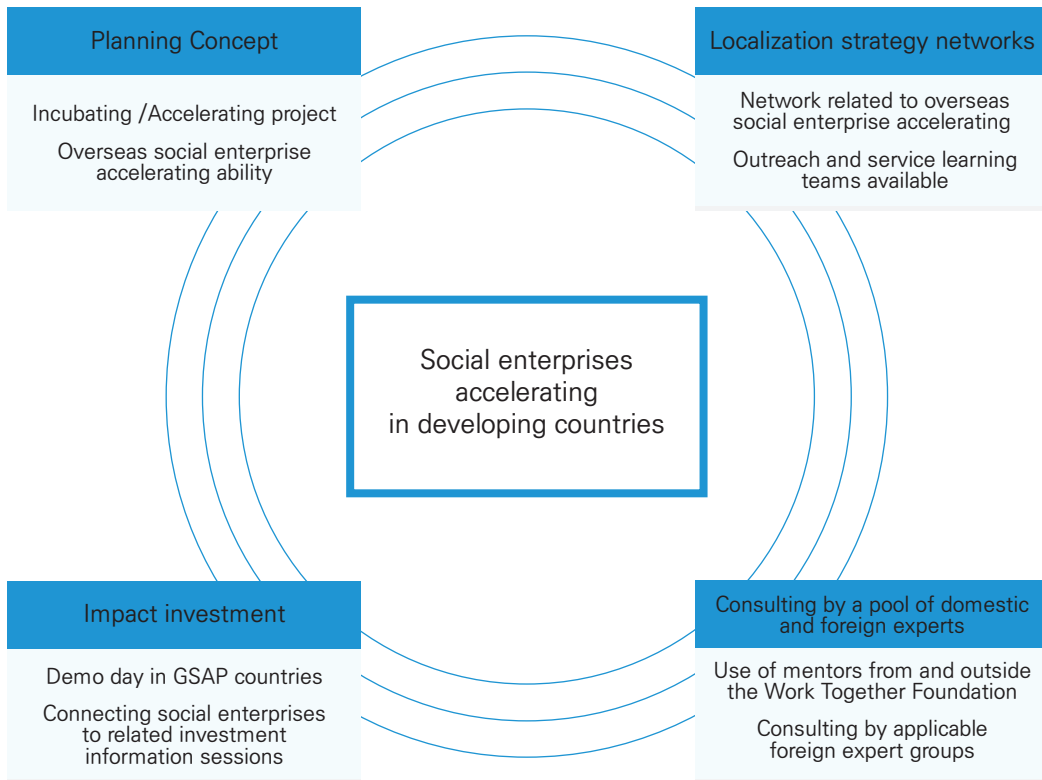 Planning Concept
Incubating /Accelerating project
Overseas social enterprise
accelerating ability
Localization strategy networks
Network related to overseas
social enterprise accelerating
Outreach and service learning
teams available
Social enterprises
accelerating
in developing countries
Impact investment
Demo day in GSAP countries
Connecting social enterprises
to related investment
information sessions
Consulting by a pool of domestic
and foreign experts
Use of mentors from and outside
the Work Together Foundation
Consulting by applicable
foreign expert groups